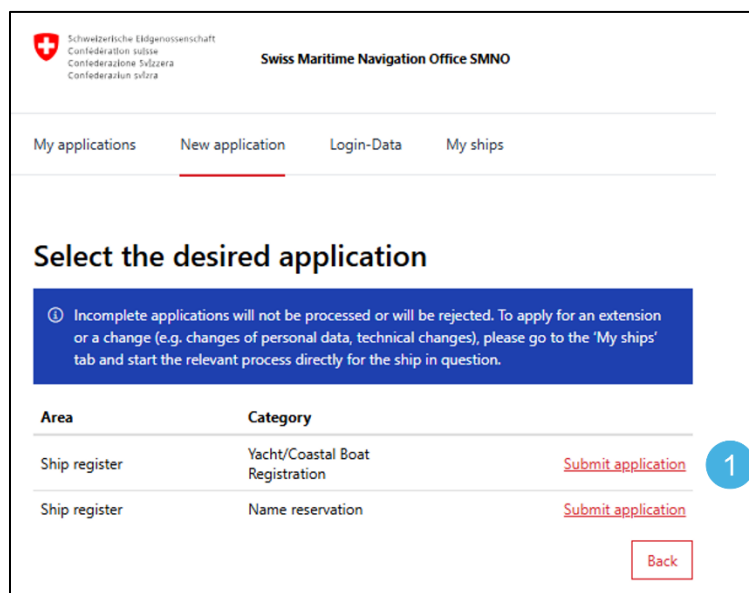 Schweizerische Eidgenossenschaft
Confédération suisse
Confederazione Svizzera
Confederaziun svizra
Swiss Maritime Navigation Office SMNO
My applications New application Login-Data My ships
Select the desired application
Incomplete applications will not be processed or will be rejected. To apply for an extension
or a change (e.g. changes of personal data, technical changes), please go to the ‘My ships’
tab and start the relevant process directly for the ship in question.
Area Category
Ship register Yacht/Coastal Boat Submit application 1
Registration
Ship register Name reservation Submit application
Back